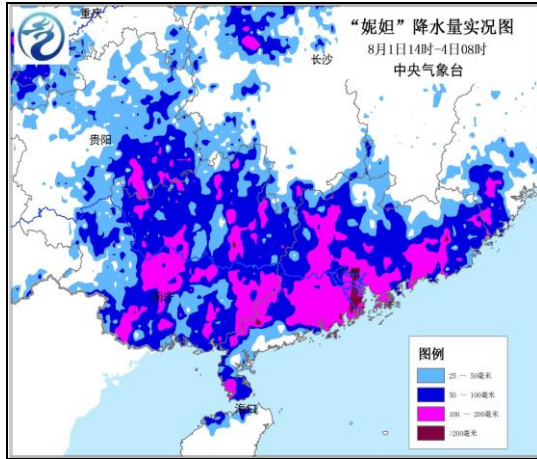 重庆
“妮妲”降水量实况图
8月1日14时-4日08时
中央气象台
长沙
贵阳
南宁
海口
图例
25 ～ 50毫米
50 ～ 100毫米
100 ～ 200毫米
>200毫米